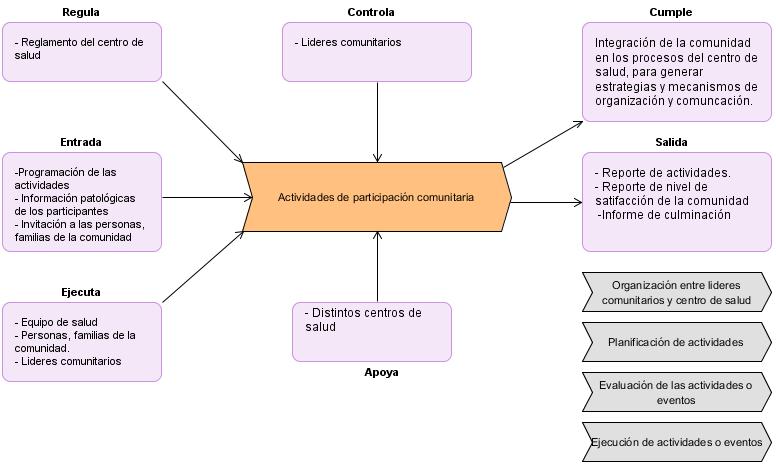 Regula
- Reglamento del centro de
salud
Controla
- Lideres comunitarios
Cumple
Integración de la comunidad
en los procesos del centro de
salud, para generar
estrategias y mecanismos de
organización y comuncación.
Entrada
-Programación de las
actividades
- Información patológicas
de los participantes
- Invitación a las personas,
familias de la comunidad
Actividades de participación comunitaria
Salida
- Reporte de actividades.
- Reporte de nivel de
satifacción de la comunidad
-Informe de culminación
Ejecuta
- Equipo de salud
- Personas, familias de la
comunidad.
- Lideres comunitarios
- Distintos centros de
salud
Apoya
Organización entre lideres
comunitarios y centro de salud
Planificación de actividades
Evaluación de las actividades o
eventos
Ejecución de actividades o eventos